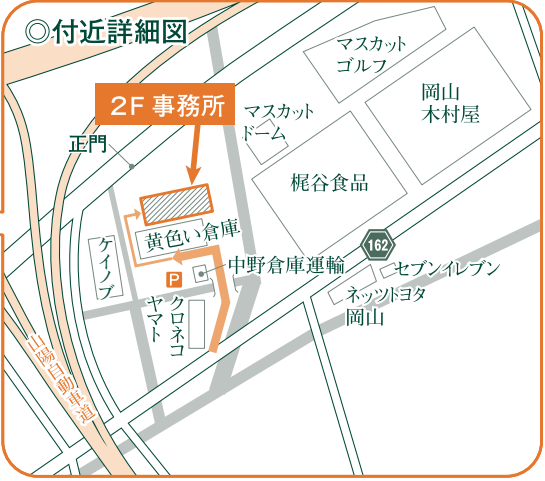 ◎付近詳細図
2F 事務所
正門
マスカット
ゴルフ
岡山
木村屋
マスカット
ドーム
梶谷食品
黄色い倉庫
162
ケイノブ
P
中野倉庫運輸
セブンイレブン
ネッツトヨタ
岡山
クロネコ
ヤマト
山陽自動車道